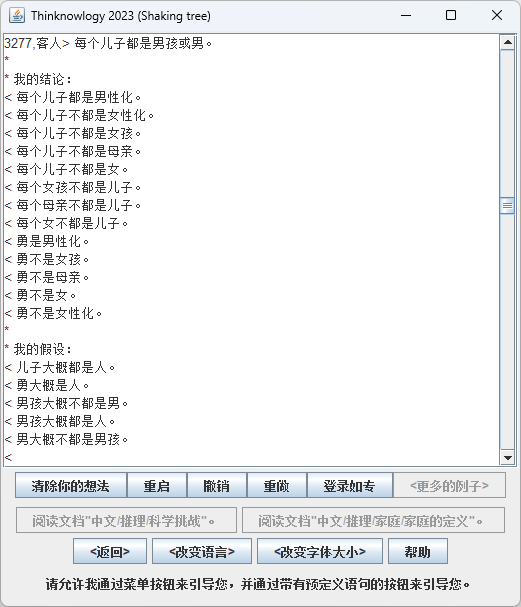 Thinknowlogy 2023 (Shaking tree)
3277,客人> 每个儿子都是男孩或男。
*
* 我的结论：
< 每个儿子都是男性化。
< 每个儿子不都是女性化。
< 每个儿子不都是女孩。
< 每个儿子不都是母亲。
< 每个儿子不都是女。
< 每个女孩不都是儿子。
< 每个母亲不都是儿子。
< 每个女不都是儿子。
< 勇是男性化。
< 勇不是女孩。
< 勇不是母亲。
< 勇不是女。
< 勇不是女性化。
*
* 我的假设：
< 儿子大概都是人。
< 勇大概是人。
< 男孩大概不都是男。
< 男孩大概都是人。
< 男大概不都是男孩。
<
清除你的想法 重启 撤销 重做 登录如专 <更多的例子>
阅读文档"中文/推理/科学挑战"。 阅读文档"中文/推理/家庭/家庭的定义"。
<返回> <改变语言> <改变字体大小> 帮助
请允许我通过菜单按钮来引导您，并通过带有预定义语句的按钮来引导您。